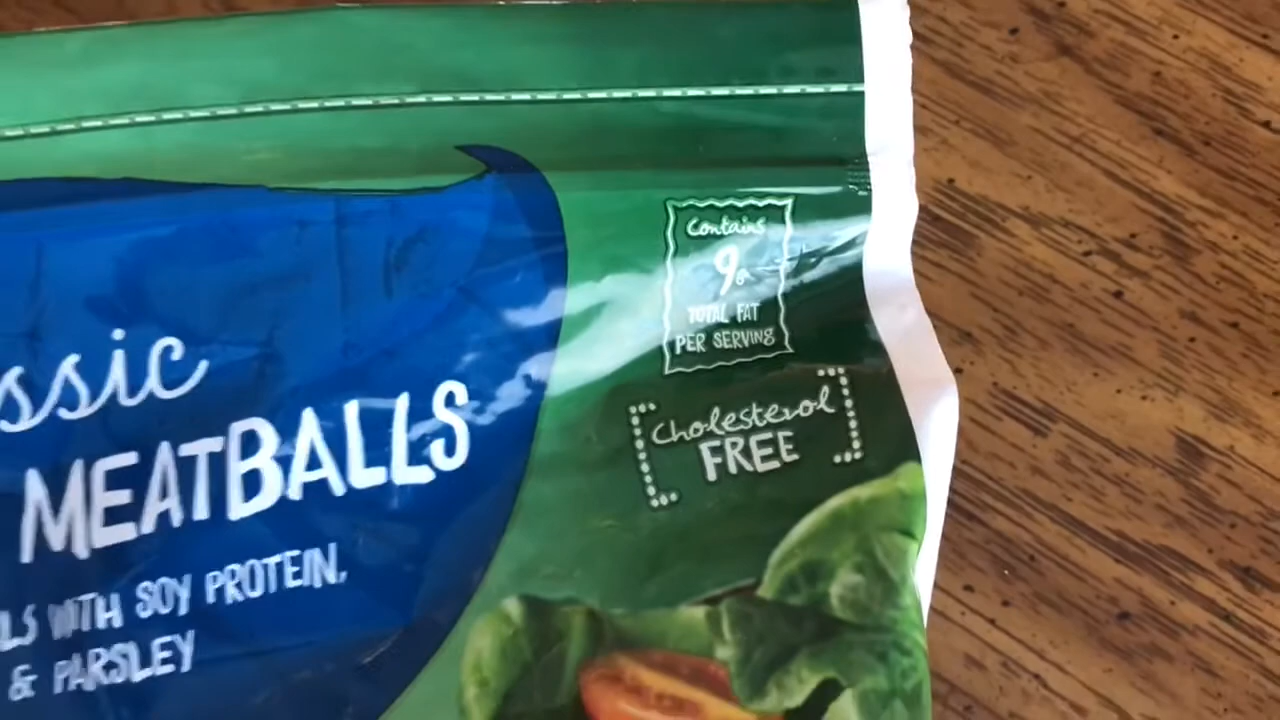 ssic
MEATBALLS
LS WITH SOY PROTEIN,
& PARSLEY
Contains
9g
TOTAL FAT
PER SERVING
Cholesterol
FREE